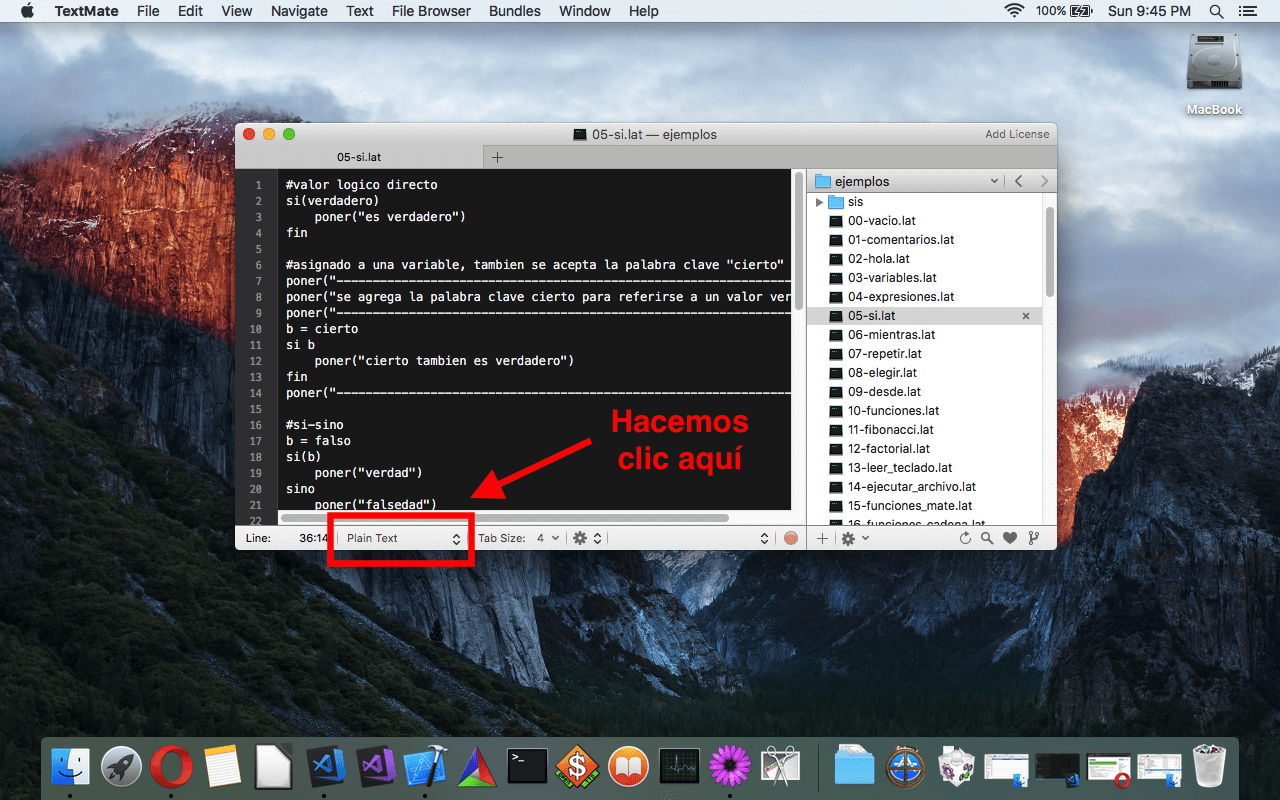 TextMate File Edit View Navigate Text File Browser Bundles Window Help 100% Sun 9:45 PM
MacBook
05-si.lat — ejemplos Add License
05-si.lat
1 #valor logico directo
2 si(verdadero)
3 poner("es verdadero")
4 fin
5
6 #asignado a una variable, tambien se acepta la palabra clave "cierto"
7 poner("---------------------------------------------------------------
8 poner("se agrega la palabra clave cierto para referirse a un valor ver
9 poner("---------------------------------------------------------------
10 b = cierto
11 si b
12 poner("cierto tambien es verdadero")
13 fin
14 poner("---------------------------------------------------------------
15
16 #si-sino
17 b = falso
18 si(b)
19 poner("verdad")
20 sino
21 poner("falsedad")
22
Hacemos
clic aquí
Line: 36:14 Plain Text Tab Size: 4
ejemplos
sis
00-vacio.lat
01-comentarios.lat
02-hola.lat
03-variables.lat
04-expresiones.lat
05-si.lat
06-mientras.lat
07-repetir.lat
08-elegir.lat
09-desde.lat
10-funciones.lat
11-fibonacci.lat
12-factorial.lat
13-leer_teclado.lat
14-ejecutar_archivo.lat
15-funciones_mate.lat
16-funciones_cadena.lat